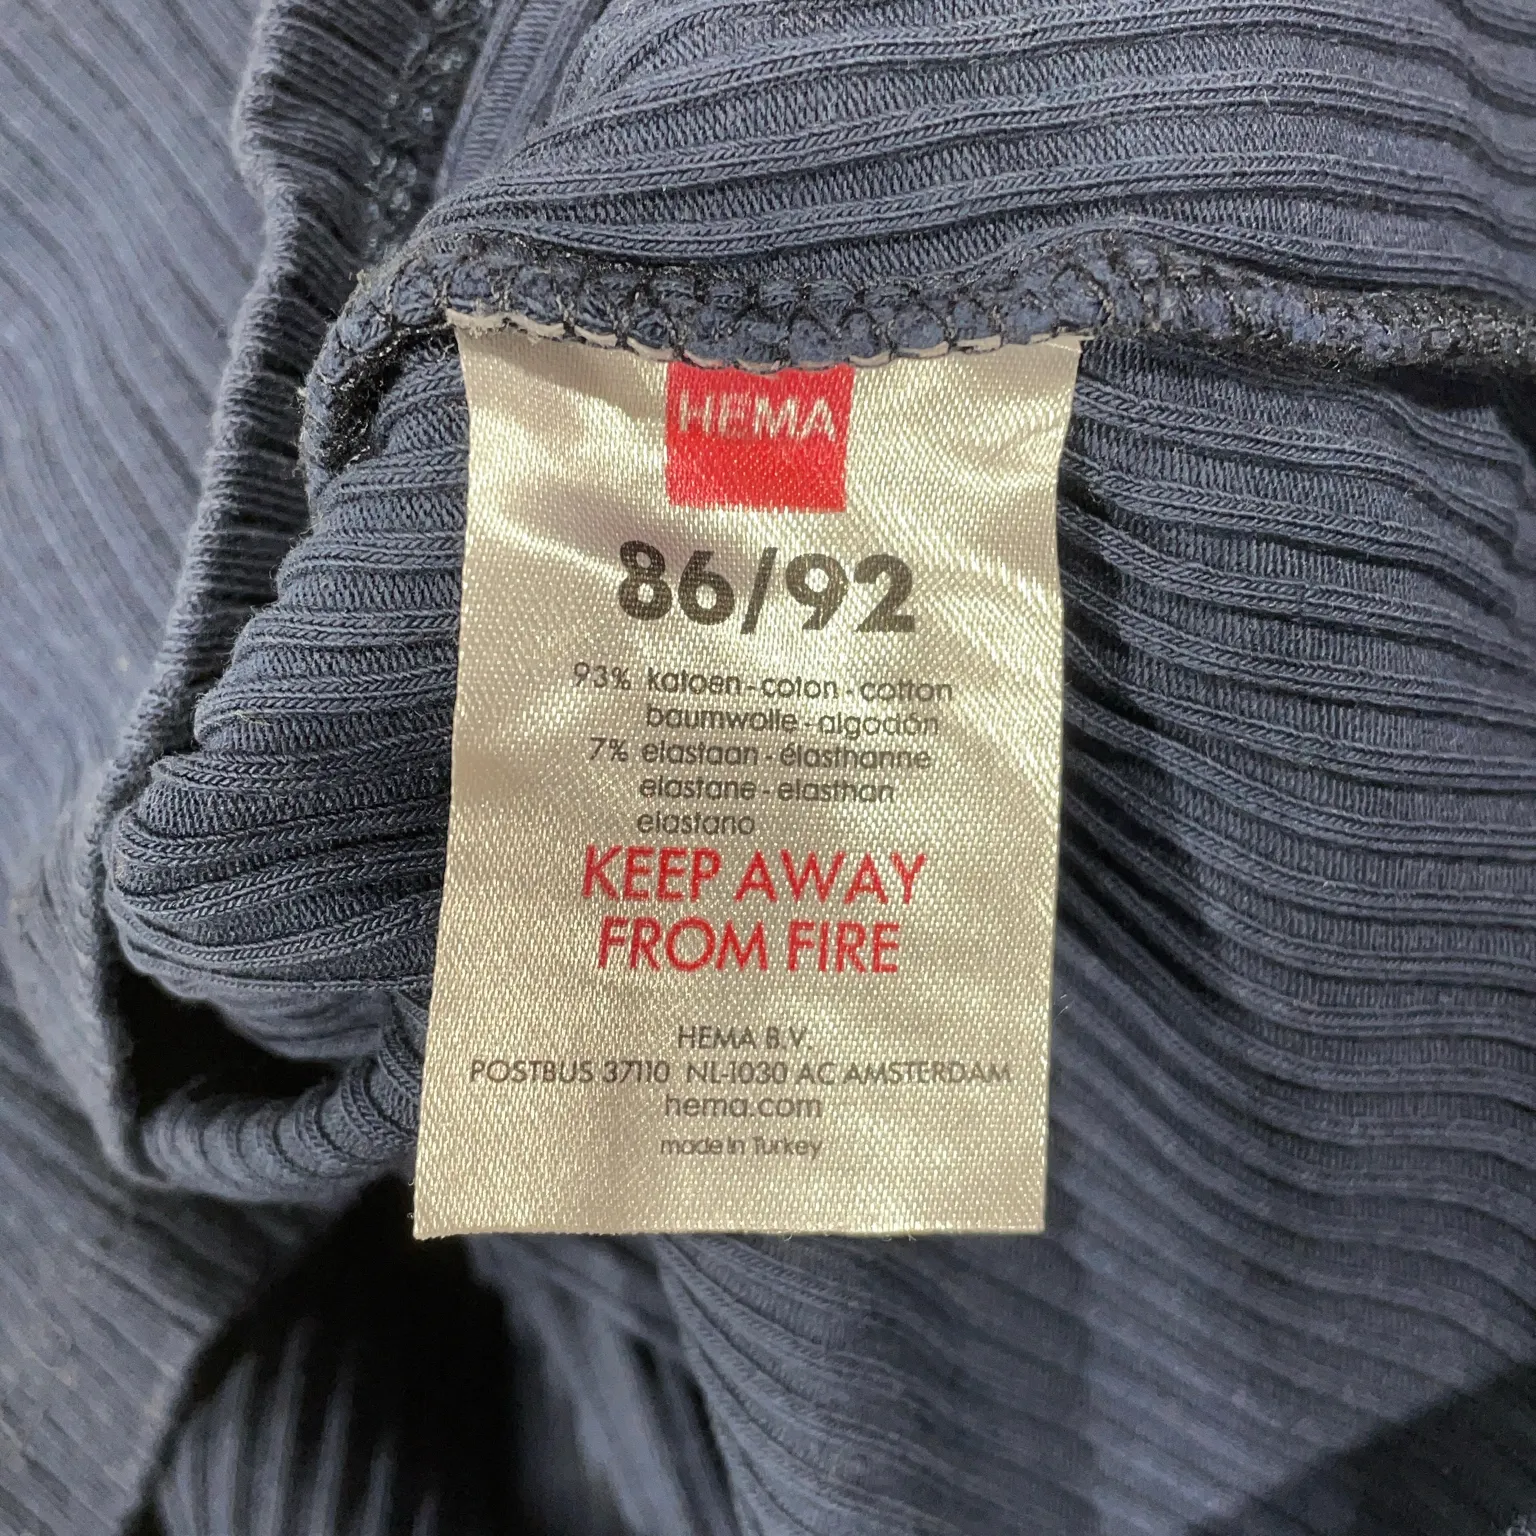 HEMA
86/92
93% katoen-coton-cotton
baumwolle-algodón
7% elastaan-élasthanne
elastane-elasthan
elastano
KEEP AWAY
FROM FIRE
HEMA B.V.
POSTBUS 37110 NL-1030 AC AMSTERDAM
hema.com
made in Turkey